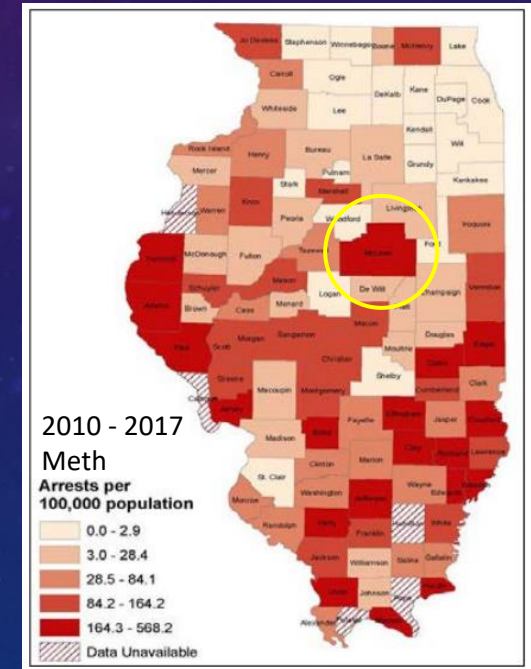 Jo Daviess Stephenson Winnebago Boone McHenry Lake
Carroll Ogle
DeKalb Kane
DuPage Cook
Whiteside Lee
Kendall
Will
Rock Island Henry Bureau La Salle
Grundy
Mercer Putnam
Kankakee
Stark Marshall
Henderson Warren Knox Livingston
Peoria Woodford Iroquois
Ford
Hancock McDonough Fulton Tazewell McLean
Mason
Schuyler De Witt Vermilion
Logan Champaign
Adams Brown Cass Menard
Piatt
Macon
Douglas Edgar
Pike Scott Morgan Sangamon Moultrie
Coles
Christian
Shelby Cumberland Clark
Greene
Calhoun Macoupin Montgomery
Jersey Effingham Jasper Crawford
Fayette
Bond
Madison Clay Richland Lawrence
Clinton Marion
St. Clair Wayne Edwards Wabash
Washington
Monroe Jefferson
Randolph Perry Hamilton White
Franklin
Jackson
Williamson Saline Gallatin
Union Johnson Pope Hardin
Alexander Pulaski Massac
2010 - 2017
Meth
Arrests per
100,000 population
0.0 - 2.9
3.0 - 28.4
28.5 - 84.1
84.2 - 164.2
164.3 - 568.2
Data Unavailable